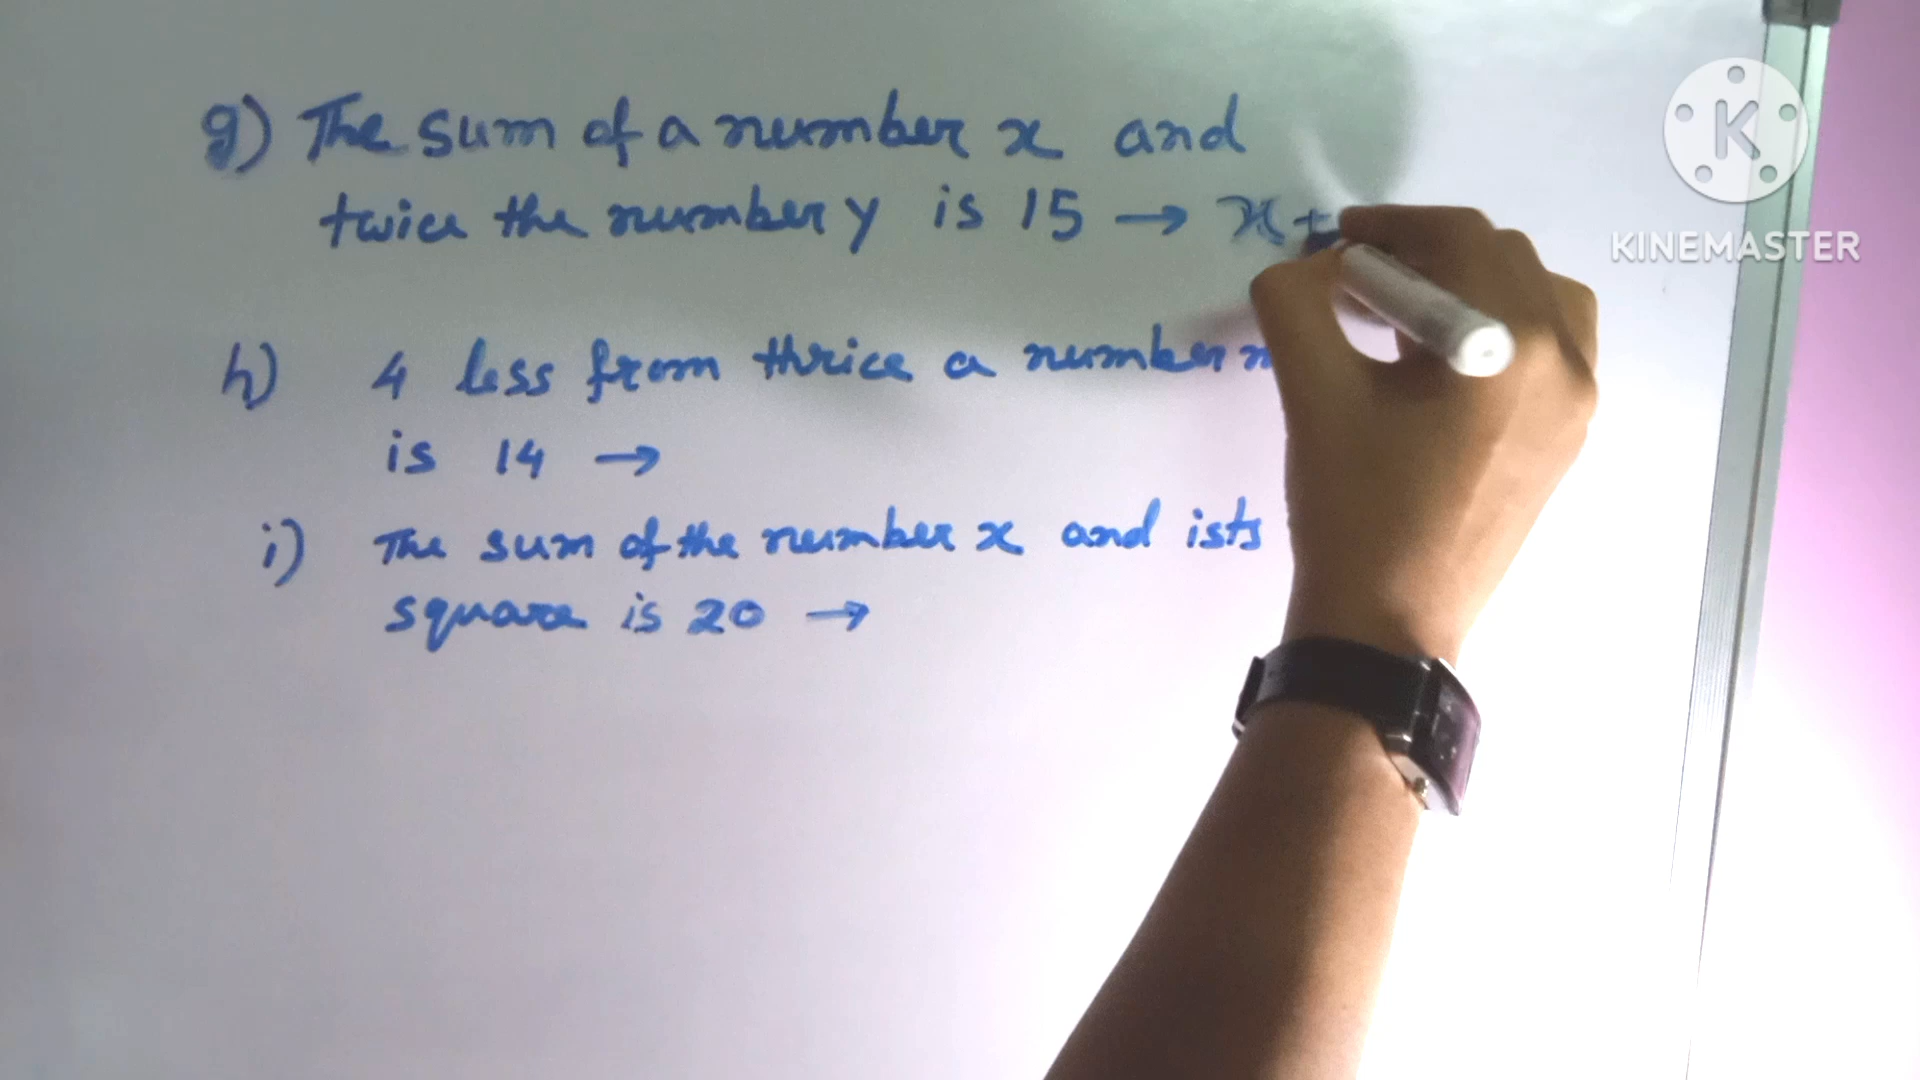 g) The sum of a number x and
twice the number y is 15 → x +
h) 4 less from thrice a number
is 14 →
i) The sum of the number x and ists
square is 20 →
K
KINEMASTER